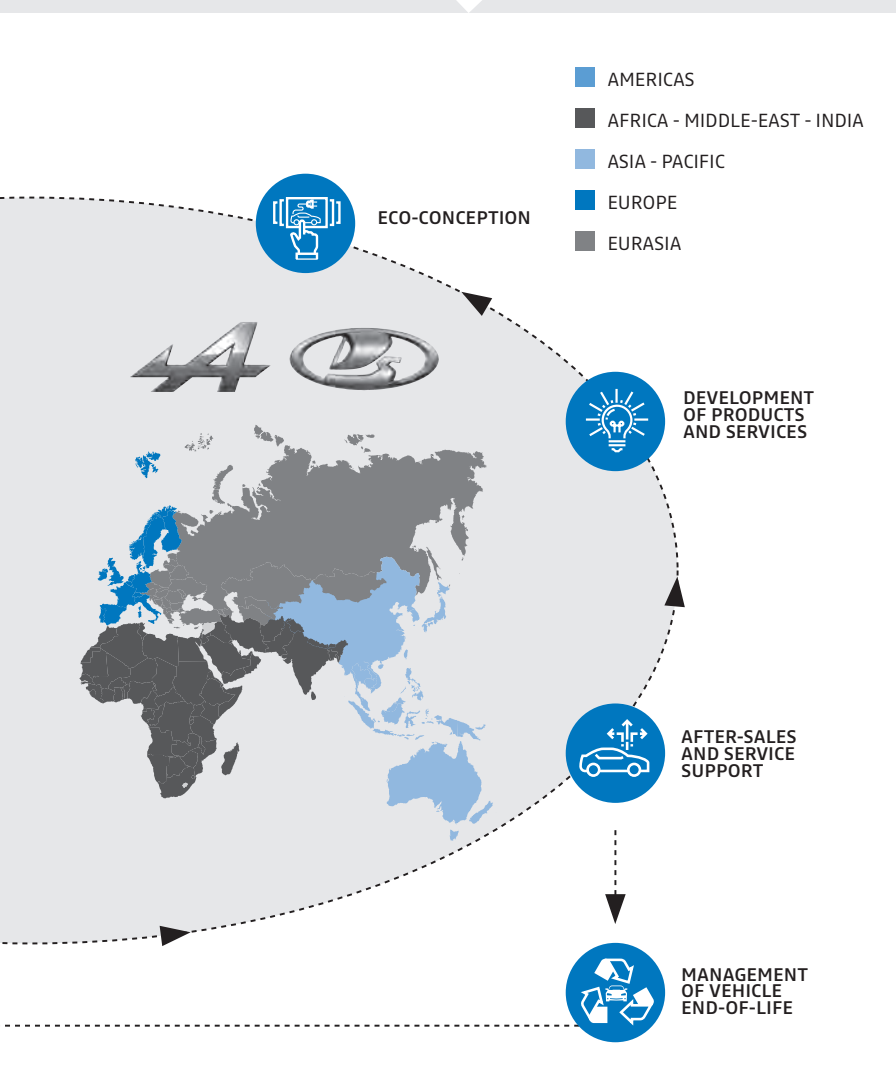 AMERICAS
AFRICA - MIDDLE-EAST - INDIA
ASIA - PACIFIC
EUROPE
EURASIA
ECO-CONCEPTION
DEVELOPMENT
OF PRODUCTS
AND SERVICES
AFTER-SALES
AND SERVICE
SUPPORT
MANAGEMENT
OF VEHICLE
END-OF-LIFE